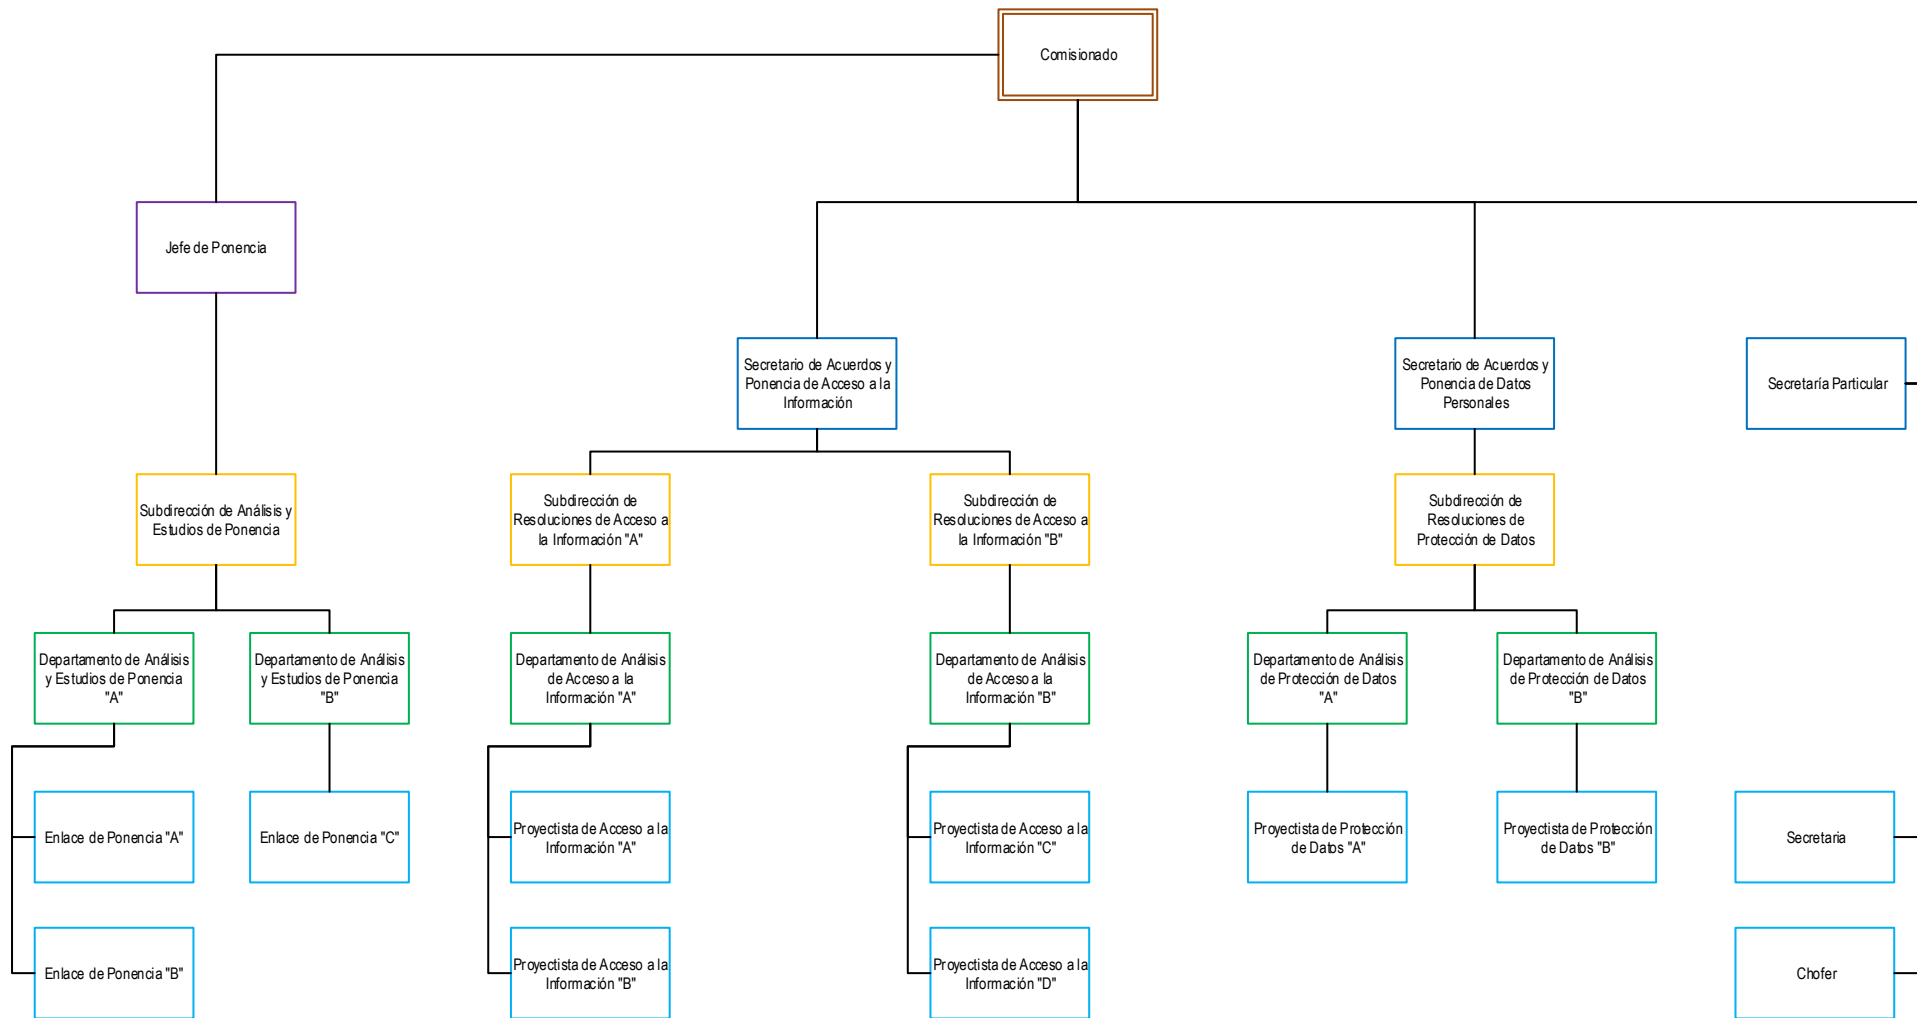 Comisionado
Jefe de Ponencia
Secretario de Acuerdos y
Ponencia de Acceso a la
Información
Secretario de Acuerdos y
Ponencia de Datos
Personales
Secretaría Particular
Subdirección de Análisis y
Estudios de Ponencia
Subdirección de
Resoluciones de Acceso a
la Información "A"
Subdirección de
Resoluciones de Acceso a
la Información "B"
Subdirección de
Resoluciones de
Protección de Datos
Departamento de Análisis
y Estudios de Ponencia
"A"
Departamento de Análisis
y Estudios de Ponencia
"B"
Departamento de Análisis
de Acceso a la
Información "A"
Departamento de Análisis
de Acceso a la
Información "B"
Departamento de Análisis
de Protección de Datos
"A"
Departamento de Análisis
de Protección de Datos
"B"
Enlace de Ponencia "A"
Enlace de Ponencia "C"
Proyectista de Acceso a la
Información "A"
Proyectista de Acceso a la
Información "C"
Proyectista de Protección
de Datos "A"
Proyectista de Protección
de Datos "B"
Secretaria
Enlace de Ponencia "B"
Proyectista de Acceso a la
Información "B"
Proyectista de Acceso a la
Información "D"
Chofer